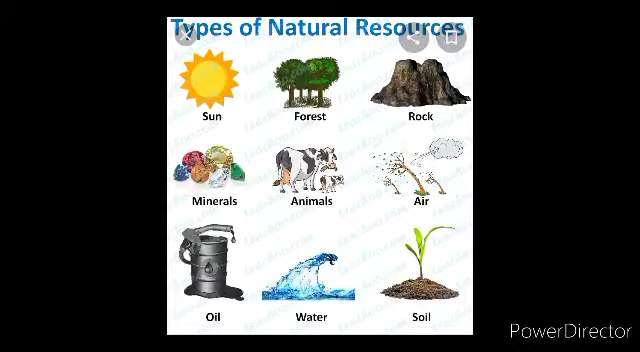 Types of Natural Resources
Sun Forest Rock
Minerals Animals Air
Oil Water Soil
PowerDirector